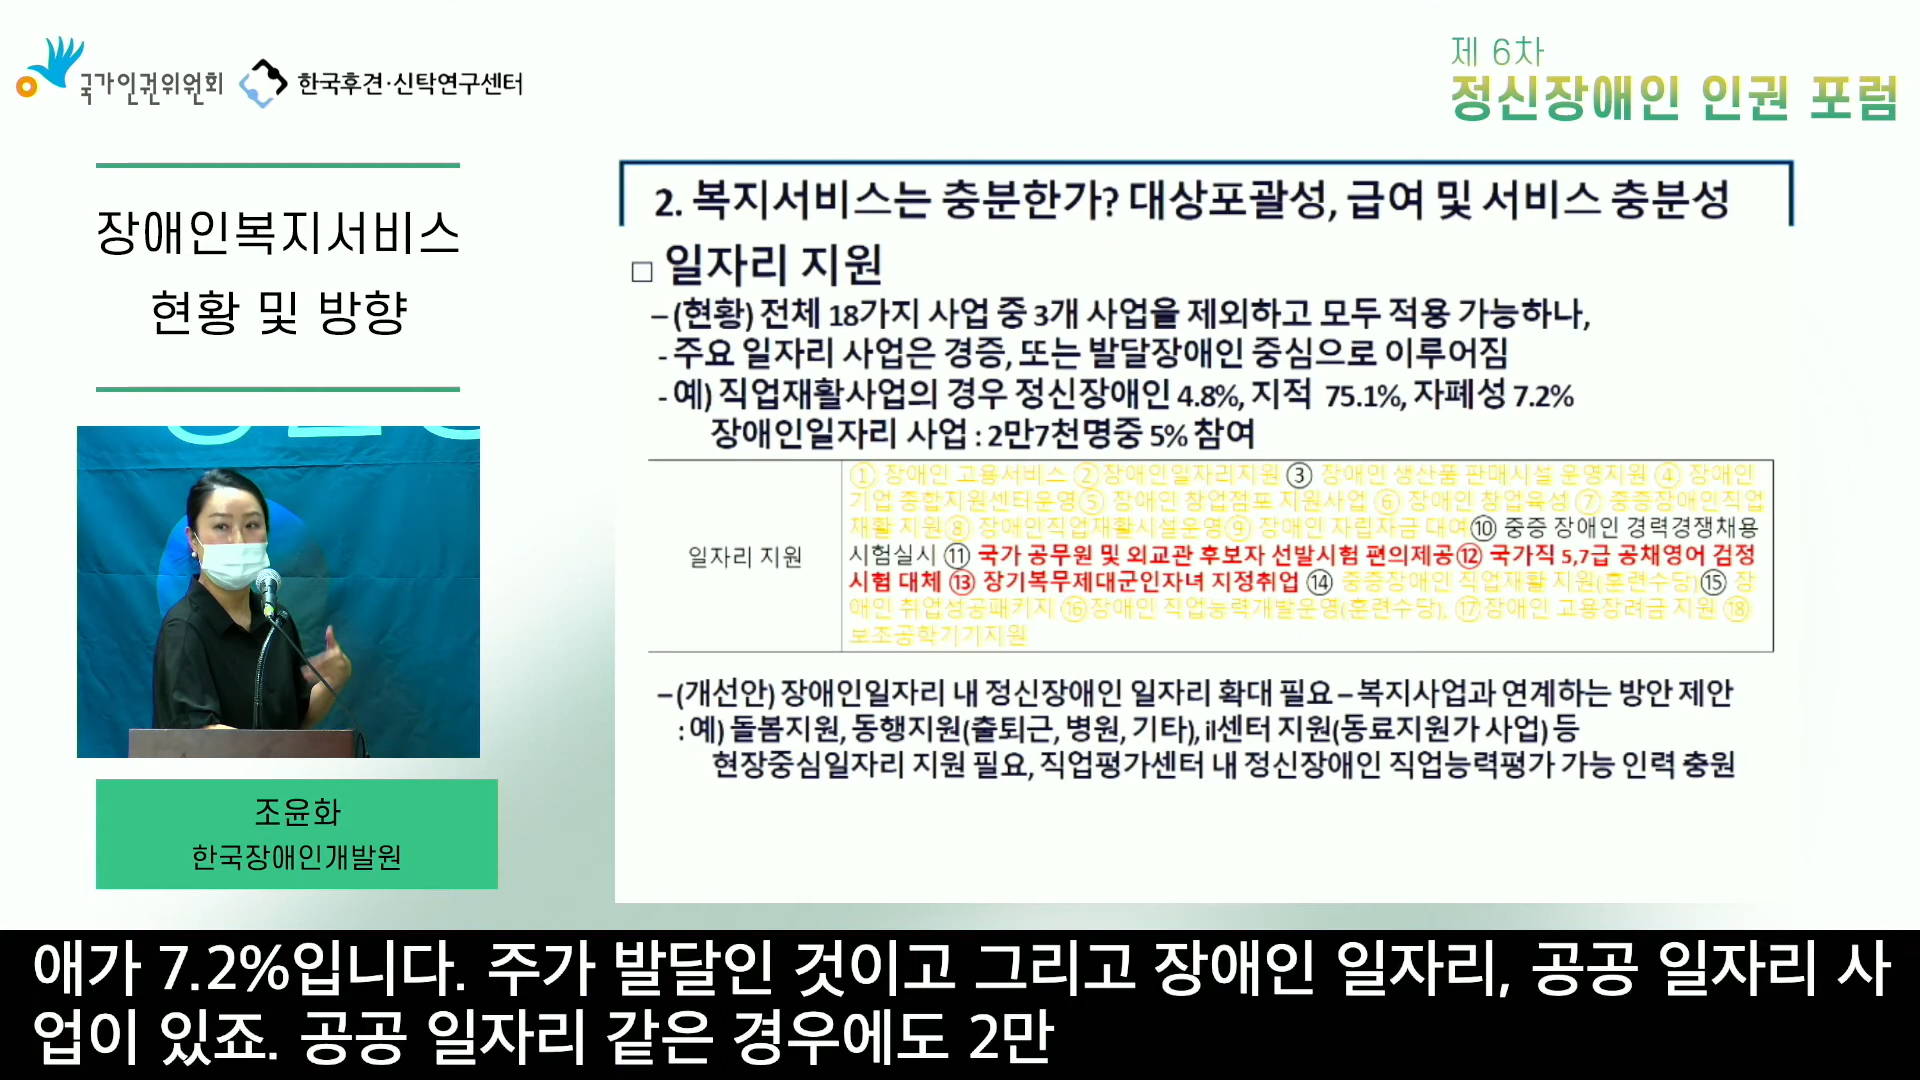 국가인권위원회
한국후견·신탁연구센터
제 6차
정신장애인 인권 포럼
장애인복지서비스
현황 및 방향
조윤화
한국장애인개발원
2. 복지서비스는 충분한가? 대상포괄성, 급여 및 서비스 충분성
□ 일자리 지원
– (현황) 전체 18가지 사업 중 3개 사업을 제외하고 모두 적용 가능하나,
- 주요 일자리 사업은 경증, 또는 발달장애인 중심으로 이루어짐
- 예) 직업재활사업의 경우 정신장애인 4.8%, 지적 75.1%, 자폐성 7.2%
장애인일자리 사업 : 2만7천명중 5% 참여
일자리 지원
① 장애인 고용서비스 ②장애인일자리지원 ③ 장애인 생산품 판매시설 운영지원 ④ 장애인
기업 종합지원센터운영⑤ 장애인 창업점포 지원사업 ⑥ 장애인 창업육성 ⑦ 중증장애인직업
재활 지원⑧ 장애인직업재활시설운영⑨ 장애인 자립자금 대여⑩ 중증 장애인 경력경쟁채용
시험실시 ⑪ 국가 공무원 및 외교관 후보자 선발시험 편의제공⑫ 국가직 5,7급 공채영어 검정
시험 대체 ⑬ 장기복무제대군인자녀 지정취업 ⑭ 중증장애인 직업재활 지원(훈련수당)⑮ 장
애인 취업성공패키지 ⑯장애인 직업능력개발운영(훈련수당), ⑰장애인 고용장려금 지원 ⑱
보조공학기기지원
– (개선안) 장애인일자리 내 정신장애인 일자리 확대 필요 – 복지사업과 연계하는 방안 제안
: 예) 돌봄지원, 동행지원(출퇴근, 병원, 기타), il센터 지원(동료지원가 사업) 등
현장중심일자리 지원 필요, 직업평가센터 내 정신장애인 직업능력평가 가능 인력 충원
애가 7.2%입니다. 주가 발달인 것이고 그리고 장애인 일자리, 공공 일자리 사
업이 있죠. 공공 일자리 같은 경우에도 2만